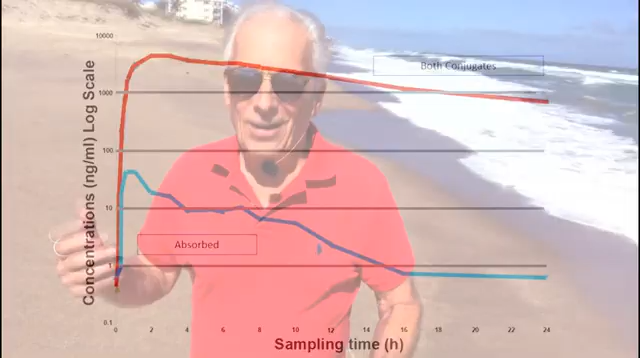 10000
Both Conjugates
1000
100
10
Absorbed
1
0.1
0 2 4 6 8 10 12 14 16 18 20 22 24
Concentrations (ng/ml) Log Scale
Sampling time (h)